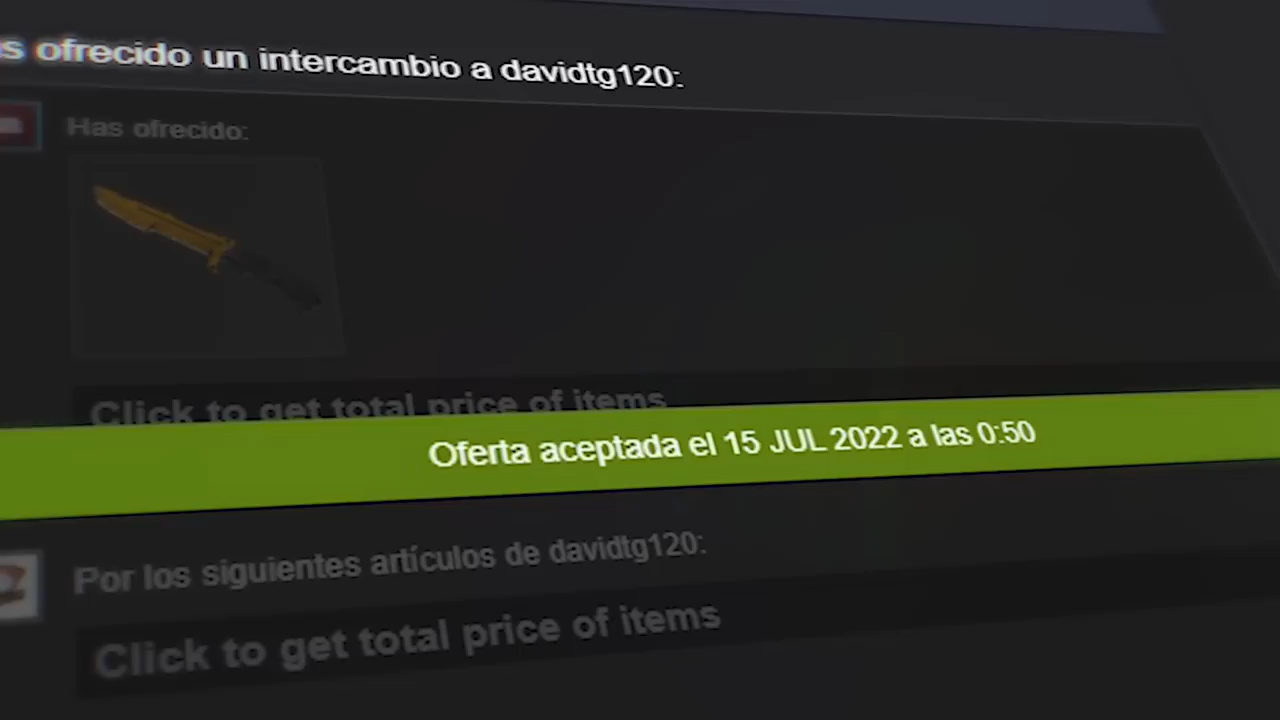 s ofrecido un intercambio a davidtg120:
Has ofrecido:
Click to get total price of items
Oferta aceptada el 15 JUL 2022 a las 0:50
Por los siguientes artículos de davidtg120:
Click to get total price of items